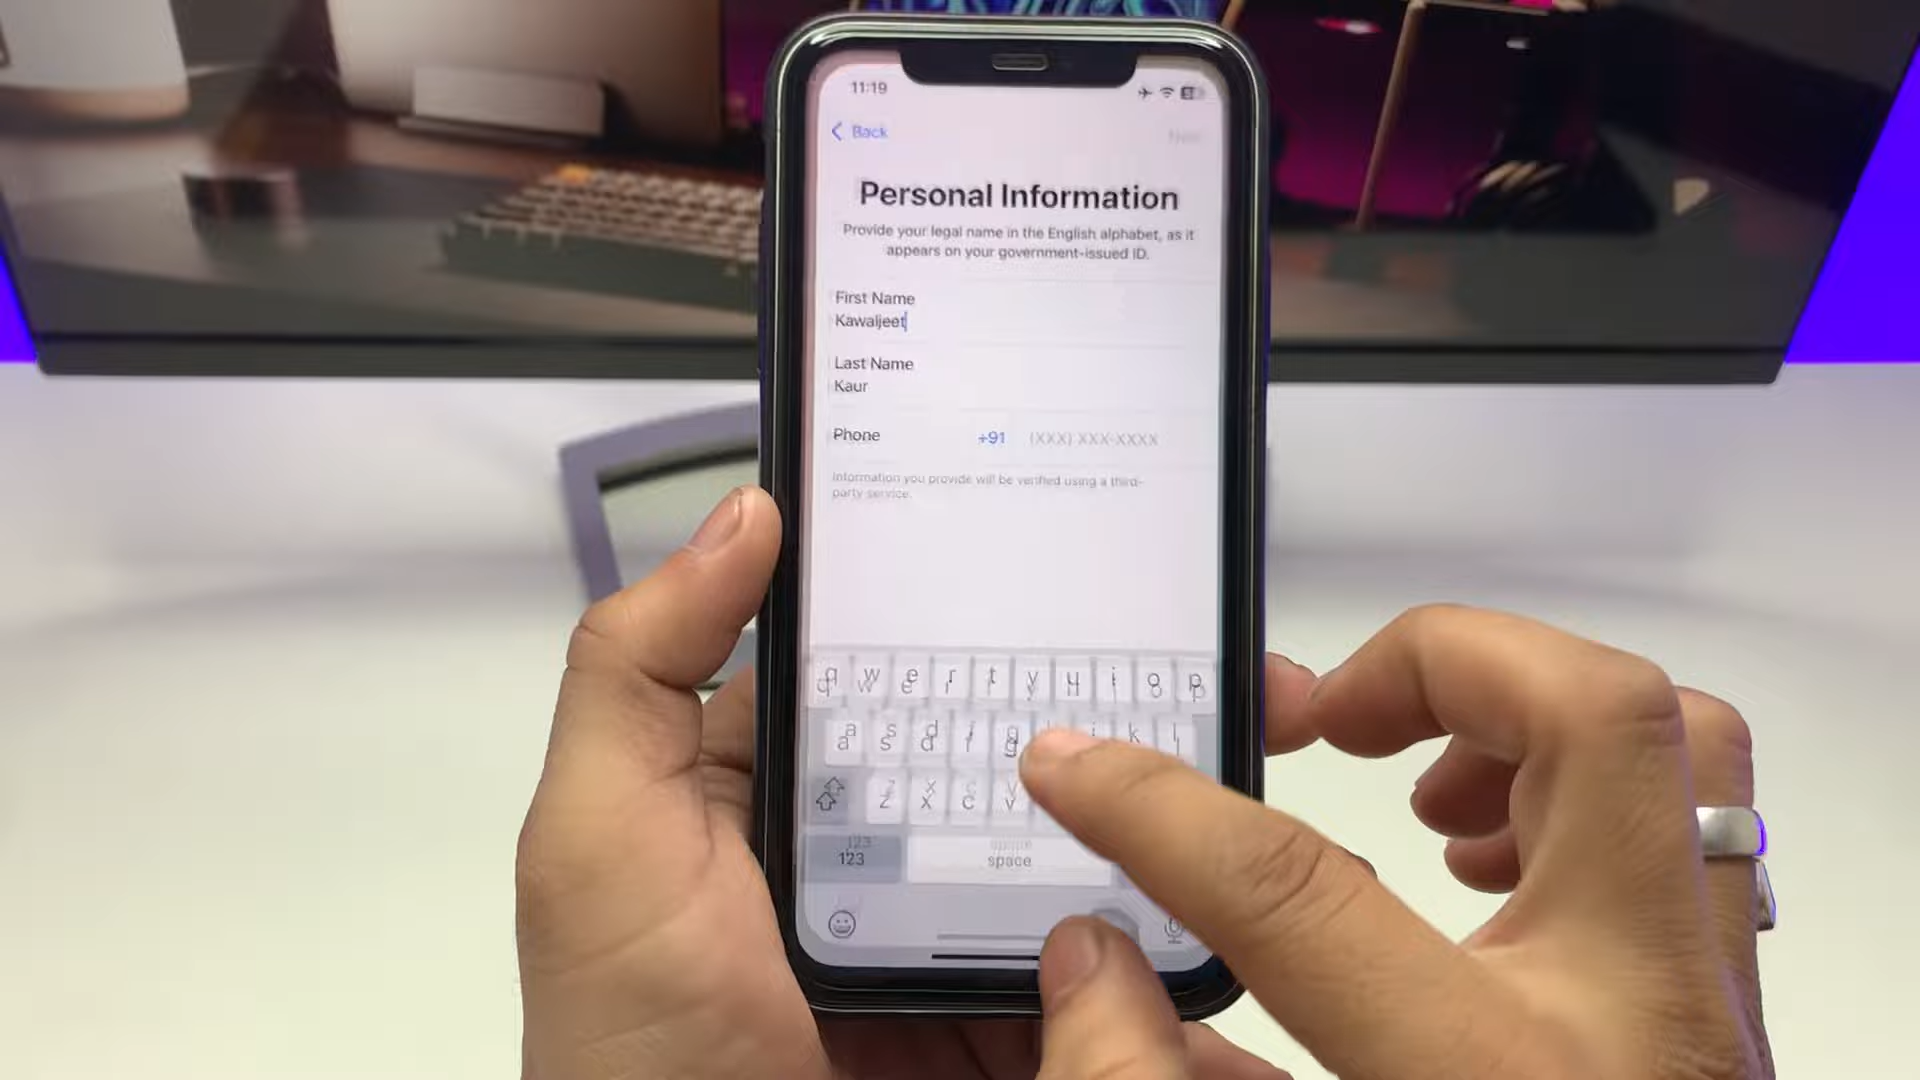 11:19
Back
Personal Information
Provide your legal name in the English alphabet, as it
appears on your government-issued ID.
First Name
Kawaljeet
Last Name
Kaur
Phone +91 (XXX) XXX-XXXX
Information you provide will be verified using a third-
party service.
q w e r t y u i o p
a s d f g j k l
z x c v
123 space